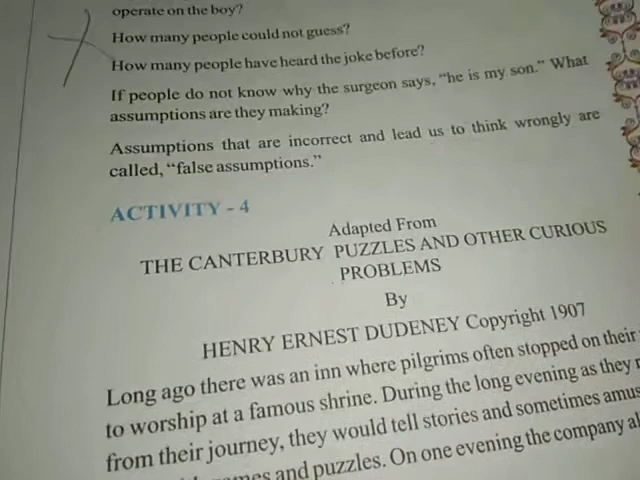 operate on the boy?
How many people could not guess?
How many people have heard the joke before?
If people do not know why the surgeon says, “he is my son.” What
assumptions are they making?
Assumptions that are incorrect and lead us to think wrongly are
called, “false assumptions.”
ACTIVITY - 4
Adapted From
THE CANTERBURY PUZZLES AND OTHER CURIOUS
PROBLEMS
By
HENRY ERNEST DUDENEY Copyright 1907
Long ago there was an inn where pilgrims often stopped on their
to worship at a famous shrine. During the long evening as they
from their journey, they would tell stories and sometimes
and puzzles. On one evening the company